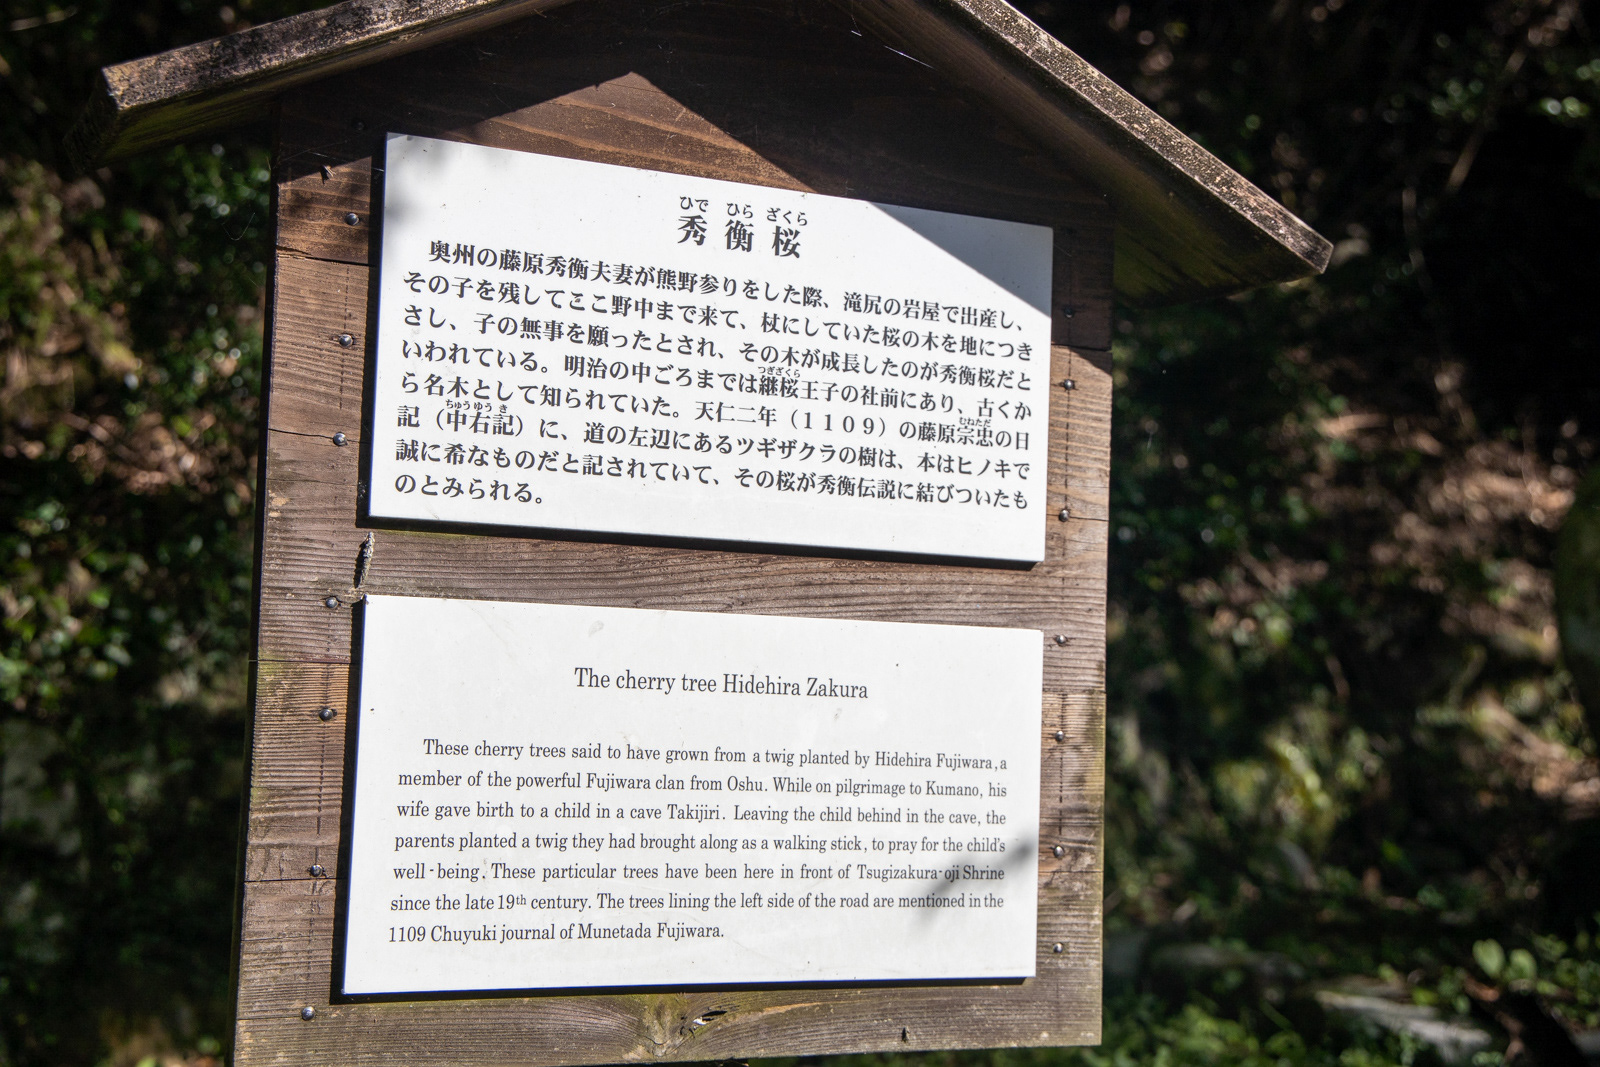 ひで ひら ざくら
秀衡桜
奥州の藤原秀衡夫妻が熊野参りをした際、滝尻の岩屋で出産し、
その子を残してここ野中まで来て、杖にしていた桜の木を地につき
さし、子の無事を願ったとされ、その木が成長したのが秀衡桜だと
いわれている。明治の中ごろまでは継桜王子の社前にあり、古くか
つぎざくら
ら名木として知られていた。天仁二年（１１０９）の藤原宗忠の日
ちゅうゆうき むねただ
記（中右記）に、道の左辺にあるツギザクラの樹は、本はヒノキで
誠に希なものだと記されていて、その桜が秀衡伝説に結びついたも
のとみられる。
The cherry tree Hidehira Zakura
These cherry trees said to have grown from a twig planted by Hidehira Fujiwara, a
member of the powerful Fujiwara clan from Oshu. While on pilgrimage to Kumano, his
wife gave birth to a child in a cave Takijiri. Leaving the child behind in the cave, the
parents planted a twig they had brought along as a walking stick, to pray for the child's
well-being. These particular trees have been here in front of Tsugizakura-oji Shrine
since the late 19th century. The trees lining the left side of the road are mentioned in the
1109 Chuyuki journal of Munetada Fujiwara.